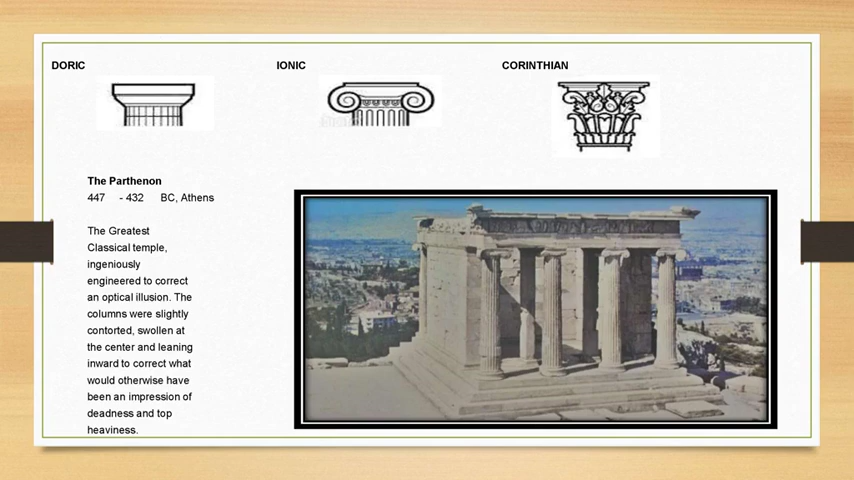 DORIC IONIC CORINTHIAN
The Parthenon
447 - 432 BC, Athens
The Greatest
Classical temple,
ingeniously
engineered to correct
an optical illusion. The
columns were slightly
contorted, swollen at
the center and leaning
inward to correct what
would otherwise have
been an impression of
deadness and top
heaviness.